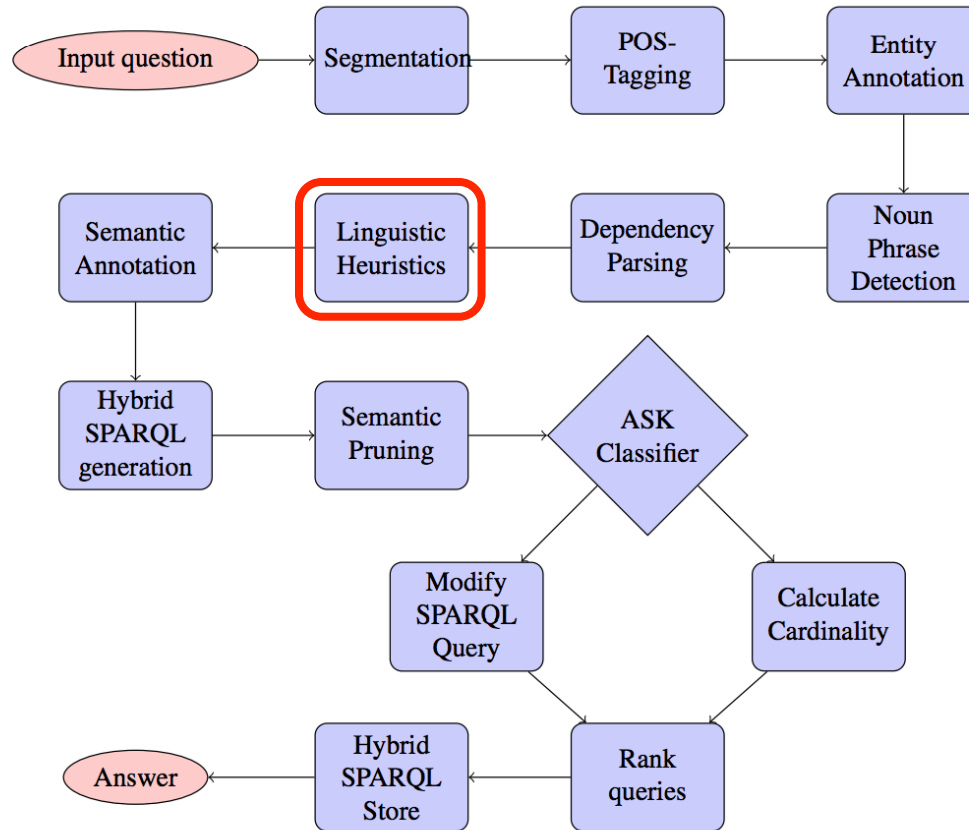 Input question
Segmentation
POS-
Tagging
Entity
Annotation
Semantic
Annotation
Linguistic
Heuristics
Dependency
Parsing
Noun
Phrase
Detection
Hybrid
SPARQL
generation
Semantic
Pruning
ASK
Classifier
Modify
SPARQL
Query
Calculate
Cardinality
Answer
Hybrid
SPARQL
Store
Rank
queries